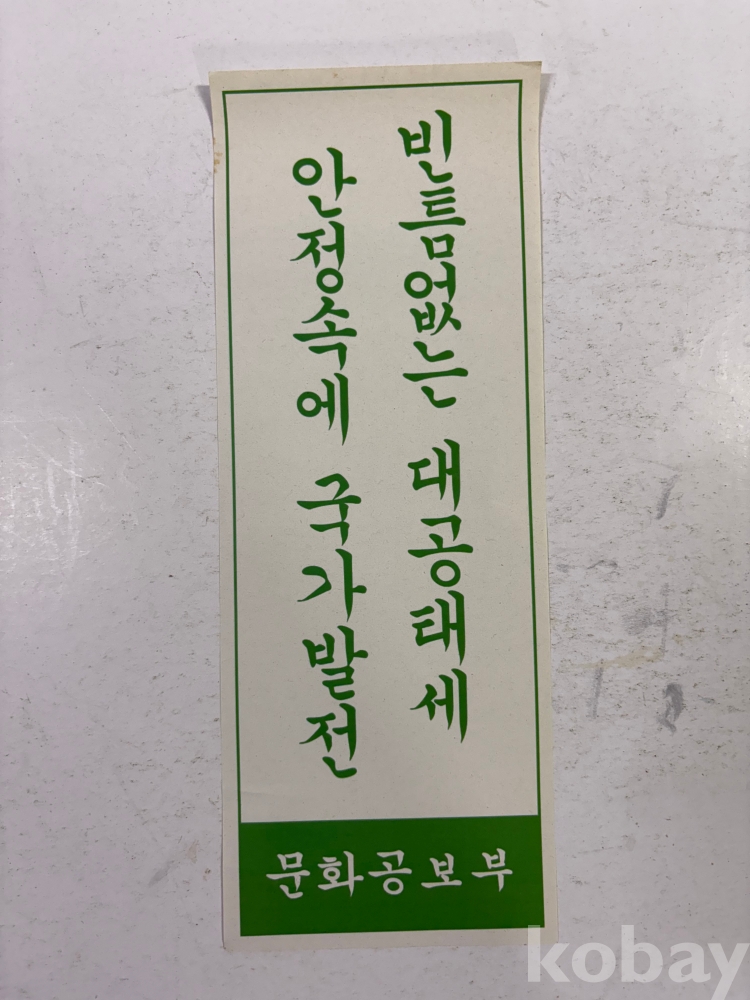 빈틈없는 대공태세
안정속에 국가발전
문화공보부
kobay